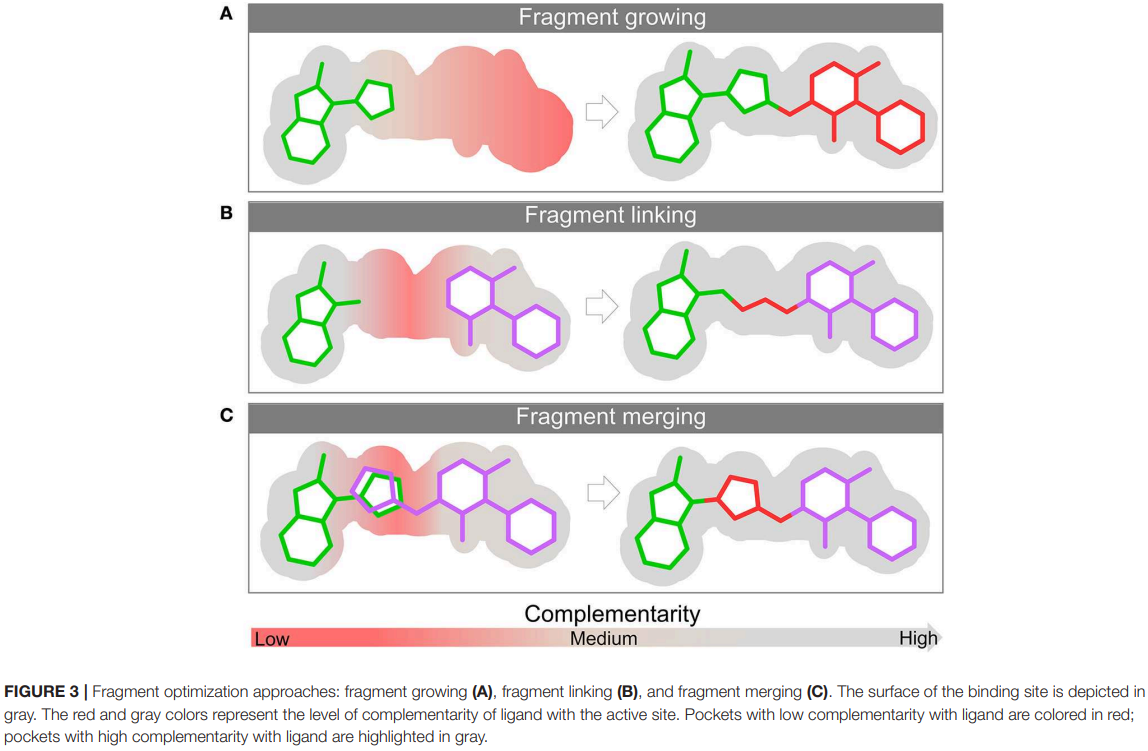 A
Fragment growing
B
Fragment linking
C
Fragment merging
Complementarity
Low Medium High
FIGURE 3 | Fragment optimization approaches: fragment growing (A), fragment linking (B), and fragment merging (C). The surface of the binding site is depicted in
gray. The red and gray colors represent the level of complementarity of ligand with the active site. Pockets with low complementarity with ligand are colored in red;
pockets with high complementarity with ligand are highlighted in gray.